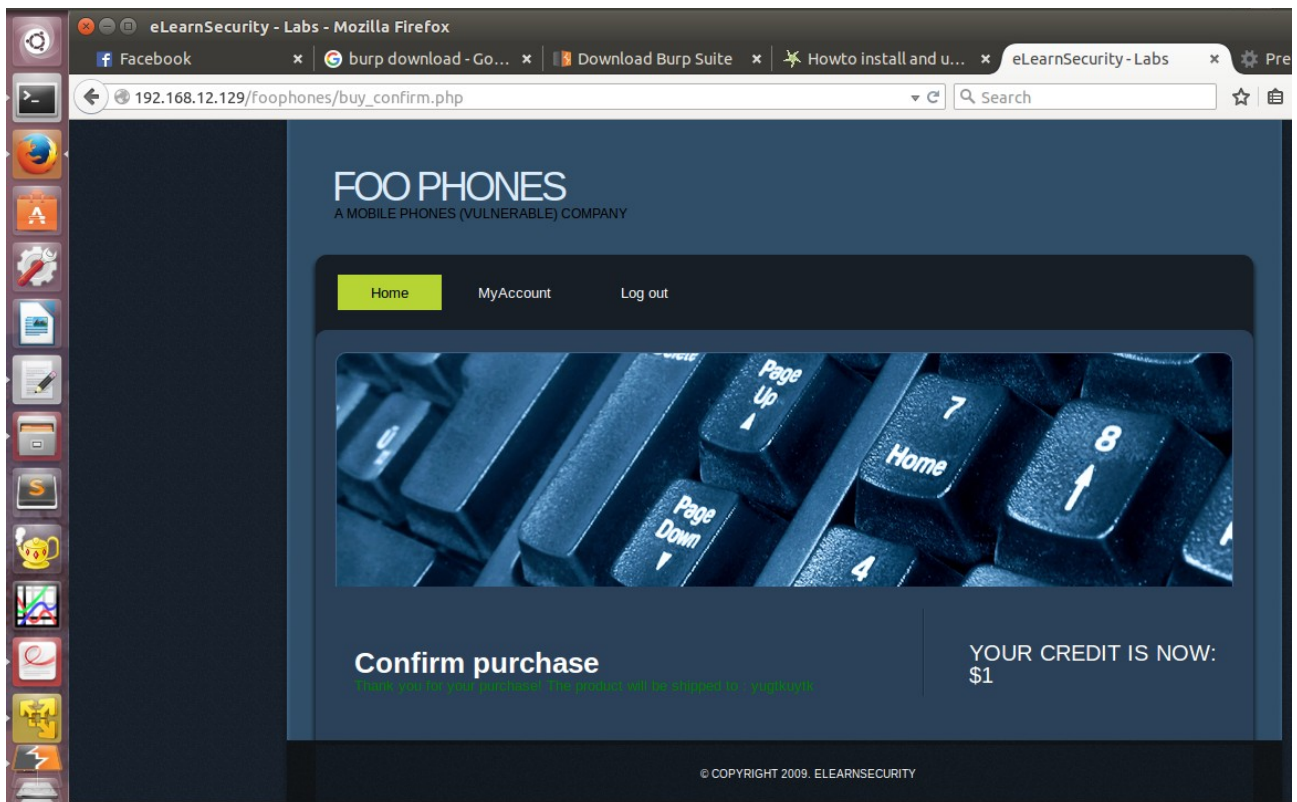 eLearnSecurity - Labs - Mozilla Firefox
Facebook
burp download - Go...
Download Burp Suite
Howto install and u...
eLearnSecurity - Labs
Pre
192.168.12.129/foophones/buy_confirm.php
Search
FOO PHONES
A MOBILE PHONES (VULNERABLE) COMPANY
Home
MyAccount
Log out
Page Up
7
Home
8
Page Down
4
Confirm purchase
Thank you for your purchase! The product will be shipped to : yugtkuytk
YOUR CREDIT IS NOW:
$1
© COPYRIGHT 2009. ELEARNSECURITY